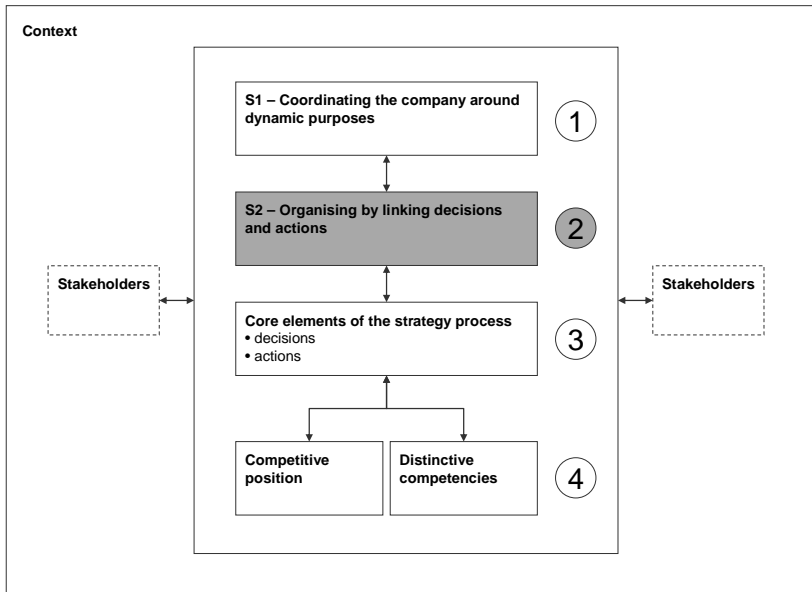 Context
S1 – Coordinating the company around
dynamic purposes
1
S2 – Organising by linking decisions
and actions
2
Stakeholders
Stakeholders
Core elements of the strategy process
• decisions
• actions
3
Competitive
position
Distinctive
competencies
4